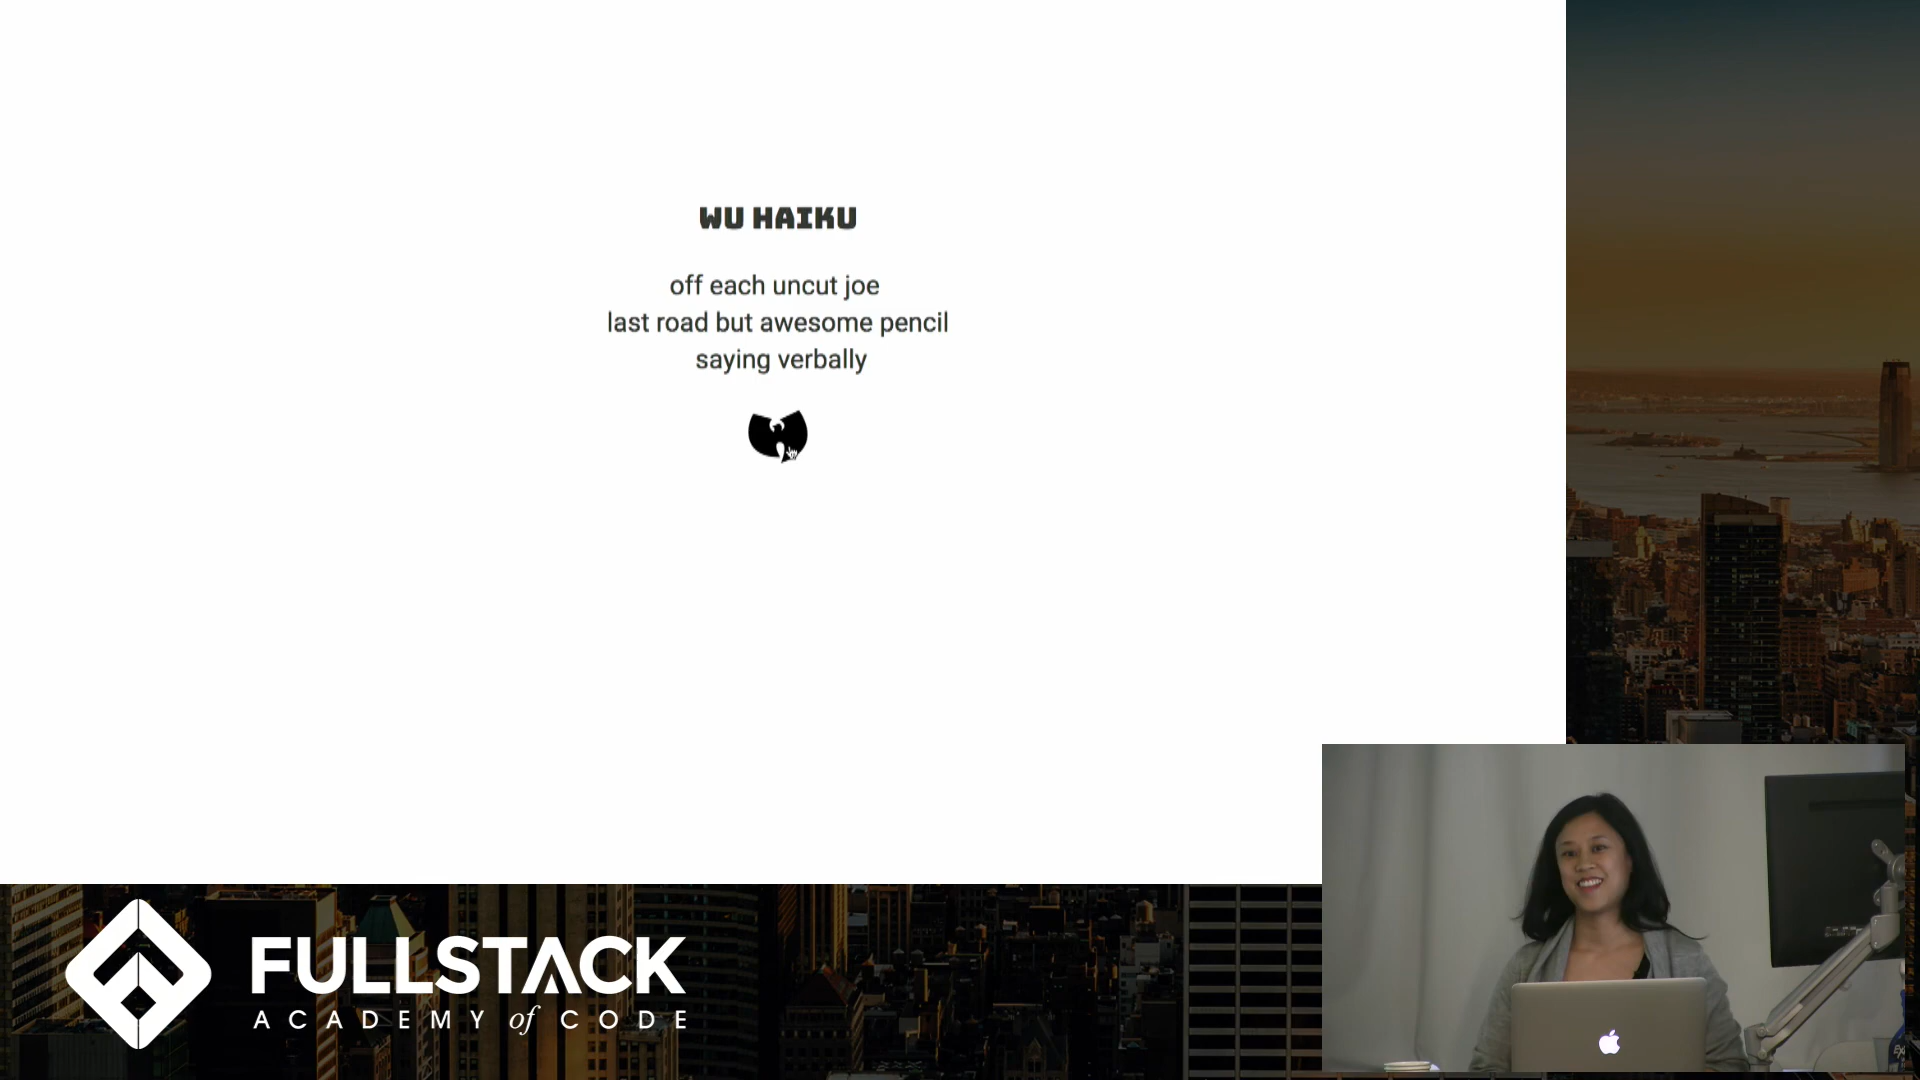 WU HAIKU
off each uncut joe
last road but awesome pencil
saying verbally
FULLSTACK
ACADEMY of CODE